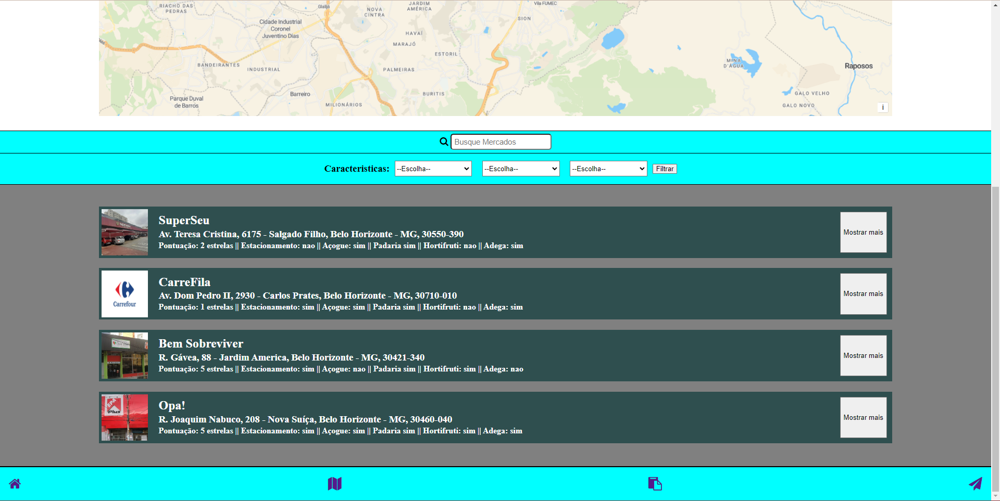 RIACHO DAS
PEDRAS
Glalijá
NOVA
CINTRA
JARDIM
AMÉRICA
Vila FUMEC
SION
Cidade Industrial
Coronel
Juventino Dias
HAVAÍ
MARAJÓ
ESTORIL
BANDEIRANTES
INDUSTRIAL
PALMEIRAS
MINA
D'ÁGUA
Raposos
Parque Duval
de Barros
Barreiro
MILIONÁRIOS
BURITIS
GALO VELHO
GALO NOVO
i
Busque Mercados
Caracteristicas: --Escolha-- --Escolha-- --Escolha-- Filtrar
SuperSeu
Av. Teresa Cristina, 6175 - Salgado Filho, Belo Horizonte - MG, 30550-390
Pontuação: 2 estrelas || Estacionamento: nao || Açogue: sim || Padaria sim || Hortifruti: nao || Adega: sim
Mostrar mais
Carrefour
CarreFila
Av. Dom Pedro II, 2930 - Carlos Prates, Belo Horizonte - MG, 30710-010
Pontuação: 1 estrelas || Estacionamento: sim || Açogue: sim || Padaria sim || Hortifruti: nao || Adega: sim
Mostrar mais
Bem Sobreviver
R. Gávea, 88 - Jardim America, Belo Horizonte - MG, 30421-340
Pontuação: 5 estrelas || Estacionamento: sim || Açogue: nao || Padaria sim || Hortifruti: sim || Adega: nao
Mostrar mais
EPA
Plus
Opa!
R. Joaquim Nabuco, 208 - Nova Suíça, Belo Horizonte - MG, 30460-040
Pontuação: 5 estrelas || Estacionamento: sim || Açogue: sim || Padaria sim || Hortifruti: sim || Adega: sim
Mostrar mais